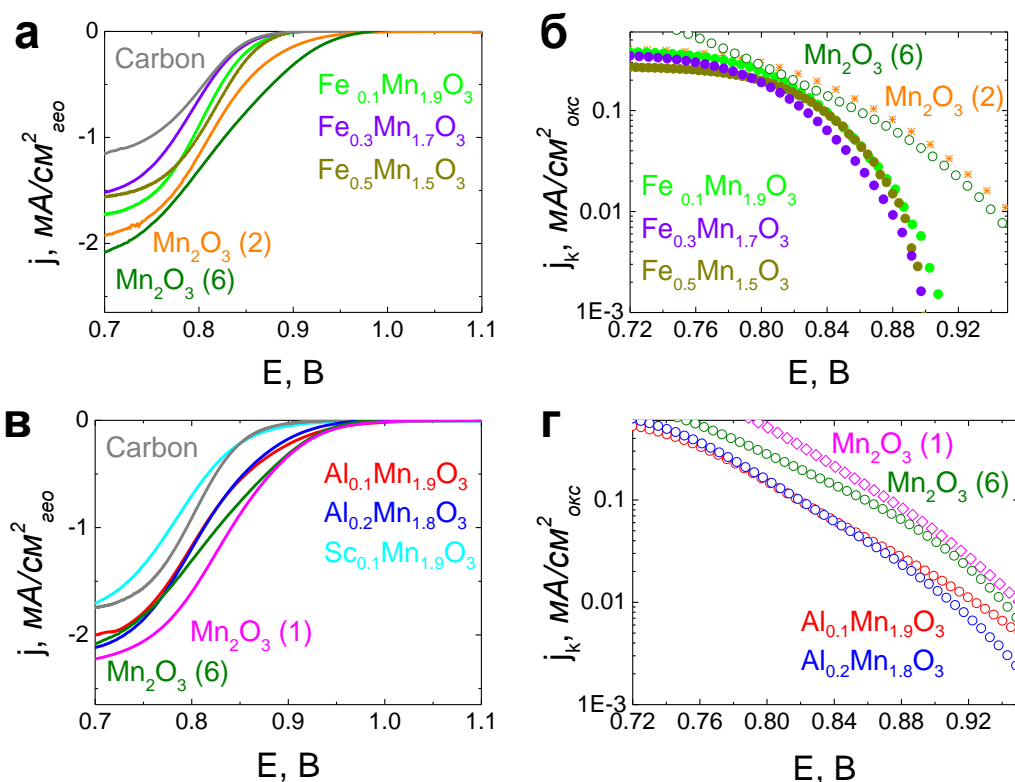 а
0
-1
-2
j, мА/см²гео
0.7 0.8 0.9 1.0 1.1
E, В
Carbon
Fe₀.₁Mn₁.₉O₃
Fe₀.₃Mn₁.₇O₃
Fe₀.₅Mn₁.₅O₃
Mn₂O₃ (2)
Mn₂O₃ (6)
б
0.1
0.01
1E-3
jₖ, мА/см²окс
0.72 0.76 0.80 0.84 0.88 0.92
E, В
Mn₂O₃ (6)
Mn₂O₃ (2)
Fe₀.₁Mn₁.₉O₃
Fe₀.₃Mn₁.₇O₃
Fe₀.₅Mn₁.₅O₃
в
0
-1
-2
j, мА/см²гео
0.7 0.8 0.9 1.0 1.1
E, В
Carbon
Al₀.₁Mn₁.₉O₃
Al₀.₂Mn₁.₈O₃
Sc₀.₁Mn₁.₉O₃
Mn₂O₃ (1)
Mn₂O₃ (6)
г
0.1
0.01
1E-3
jₖ, мА/см²окс
0.72 0.76 0.80 0.84 0.88 0.92
E, В
Mn₂O₃ (1)
Mn₂O₃ (6)
Al₀.₁Mn₁.₉O₃
Al₀.₂Mn₁.₈O₃